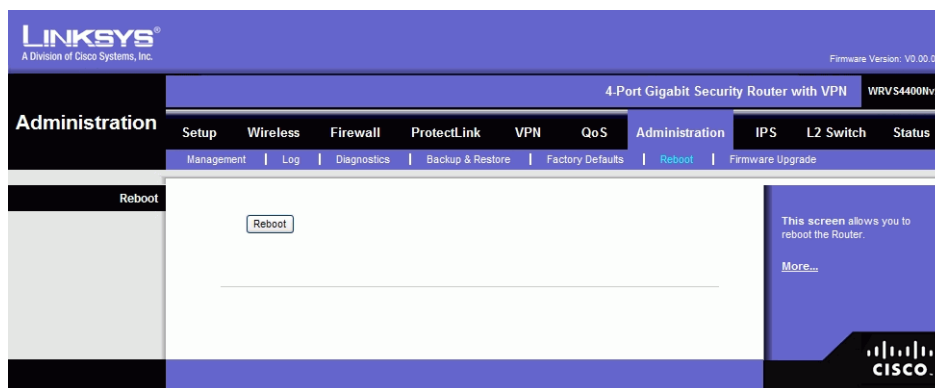 LINKSYS®
A Division of Cisco Systems, Inc.
Firmware Version: V0.00.0
4-Port Gigabit Security Router with VPN WRVS4400Nv
Administration
Setup Wireless Firewall ProtectLink VPN QoS Administration IPS L2 Switch Status
Management | Log | Diagnostics | Backup & Restore | Factory Defaults | Reboot | Firmware Upgrade
Reboot
Reboot
This screen allows you to
reboot the Router.
More...
CISCO.